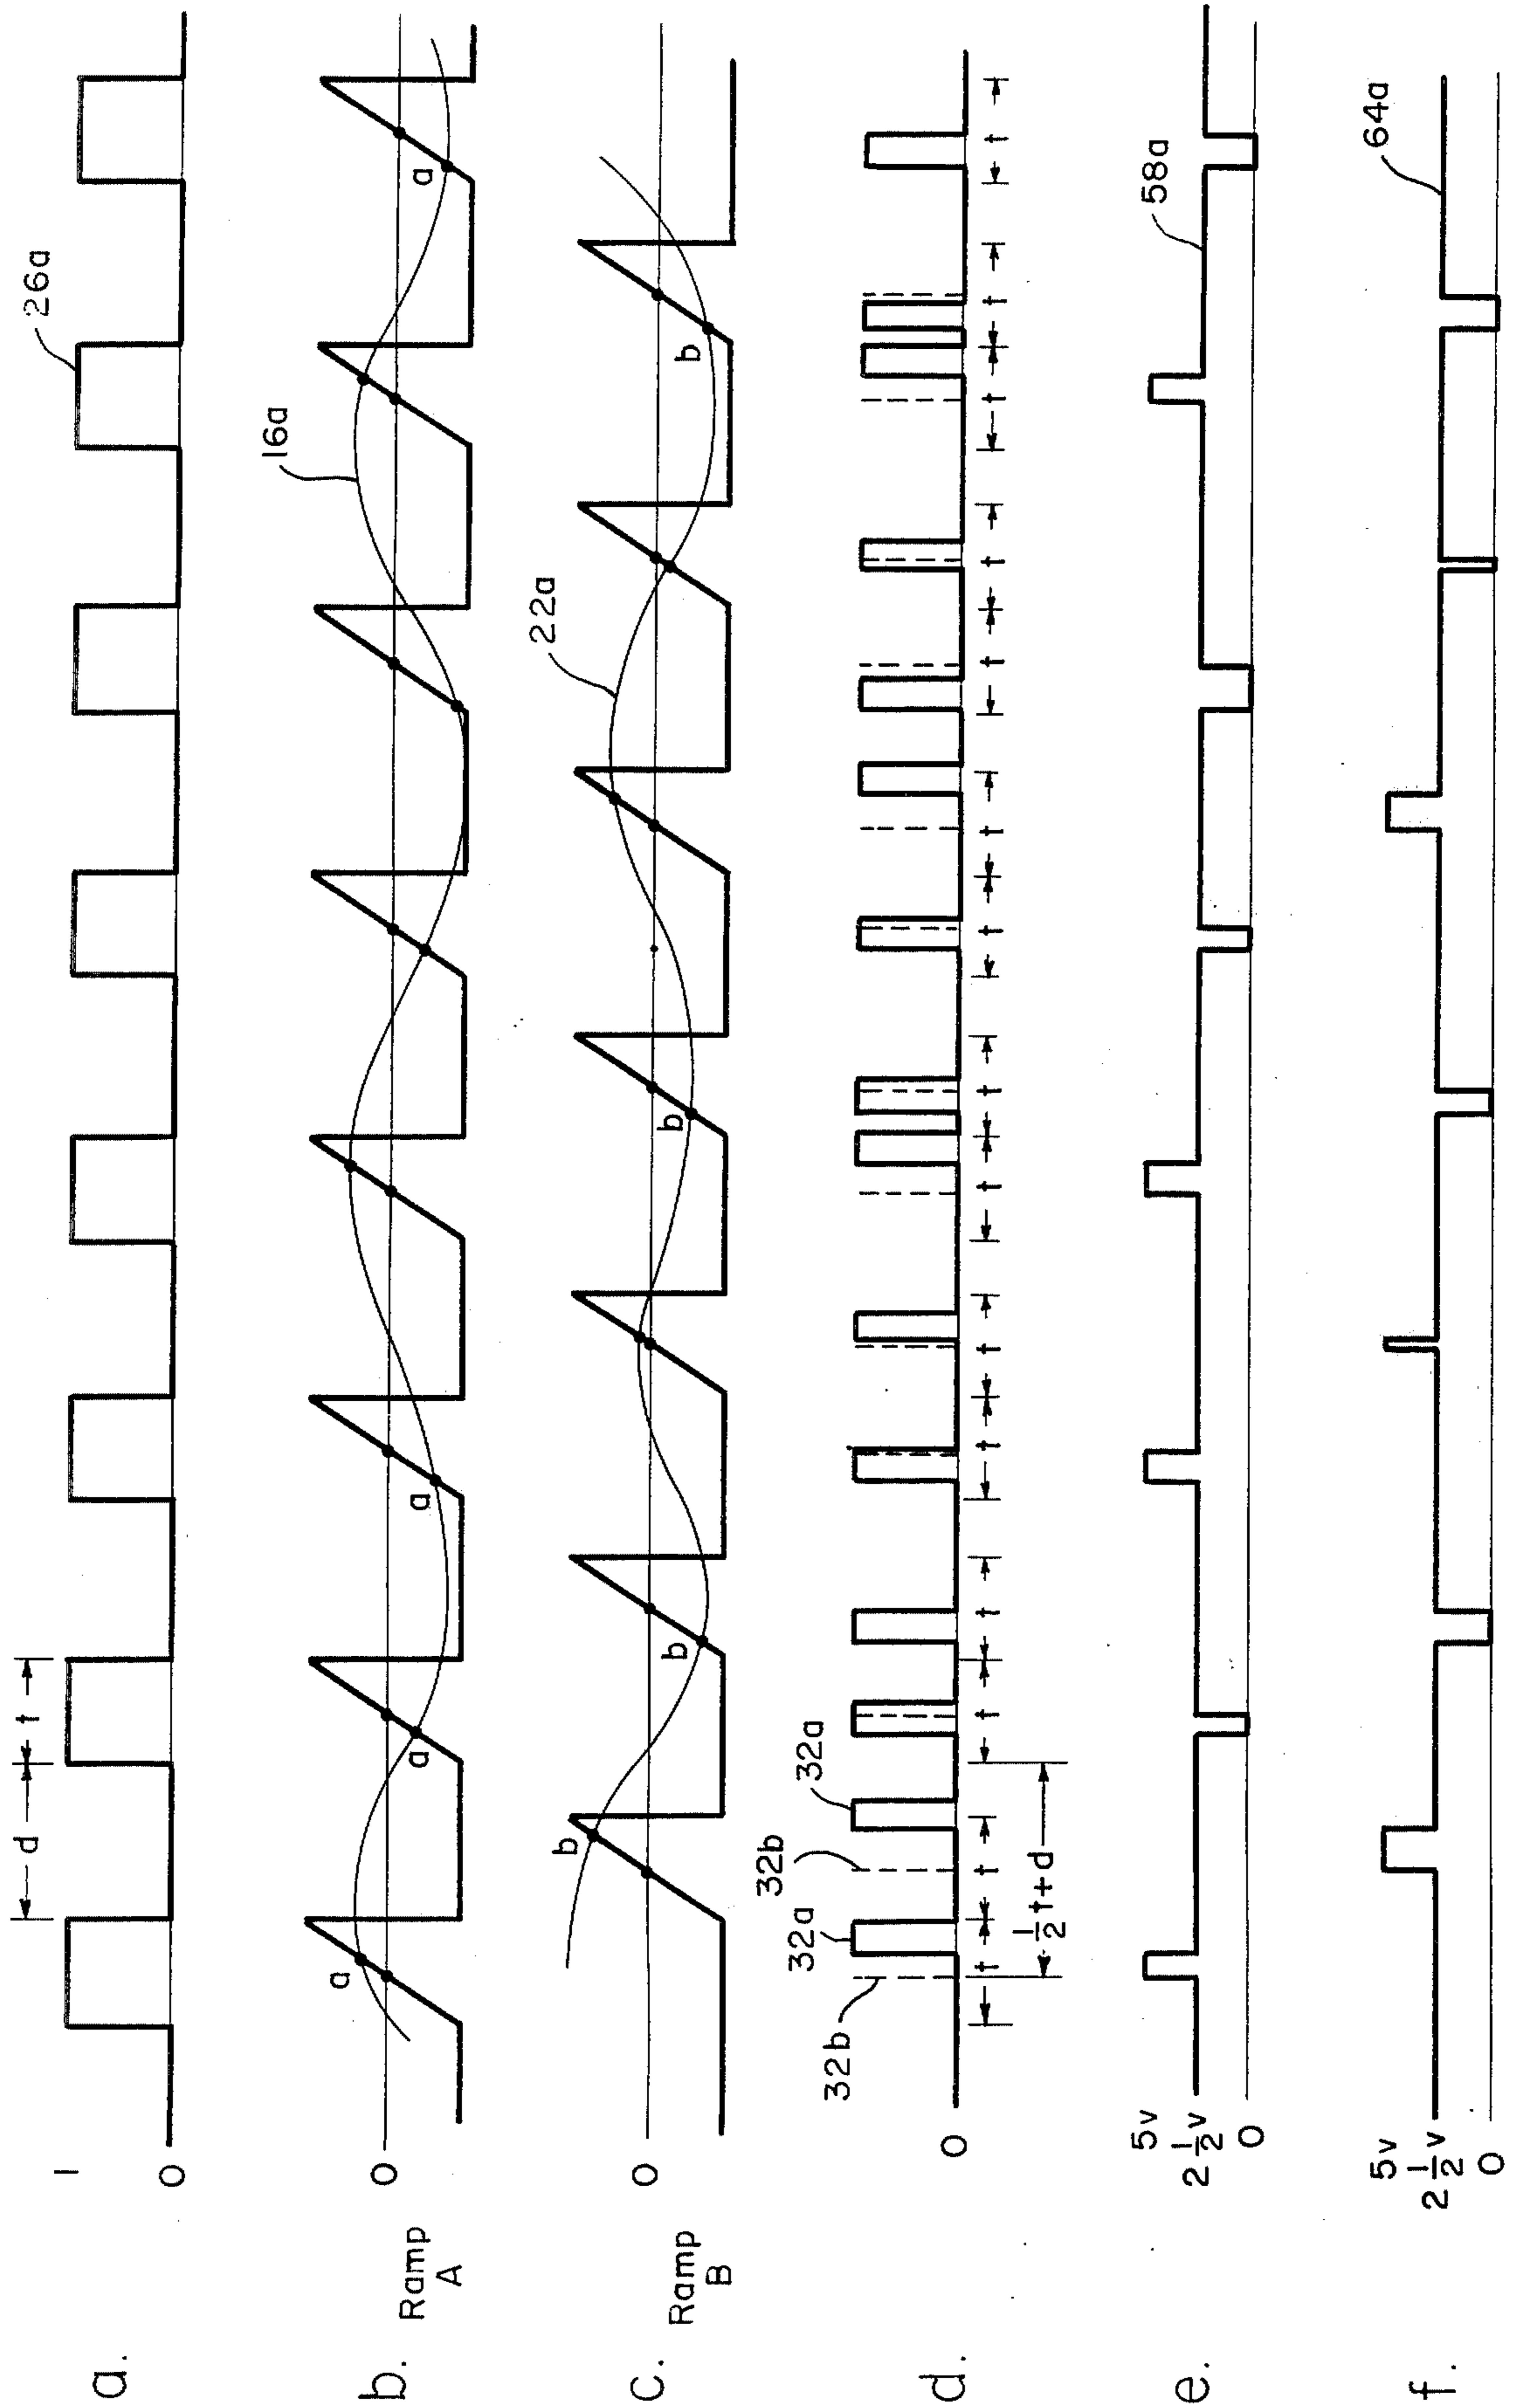 a.
1
0
d
t
26a
b.
Ramp
A
0
a
a
a
16a
a
c.
Ramp
B
0
b
b
b
22a
b
d.
0
32b
32a
32b
32a
t t t t t t t t t t t t t t t t
1/2 t+d
e.
5v
2 1/2 v
0
58a
f.
5v
2 1/2 v
0
64a